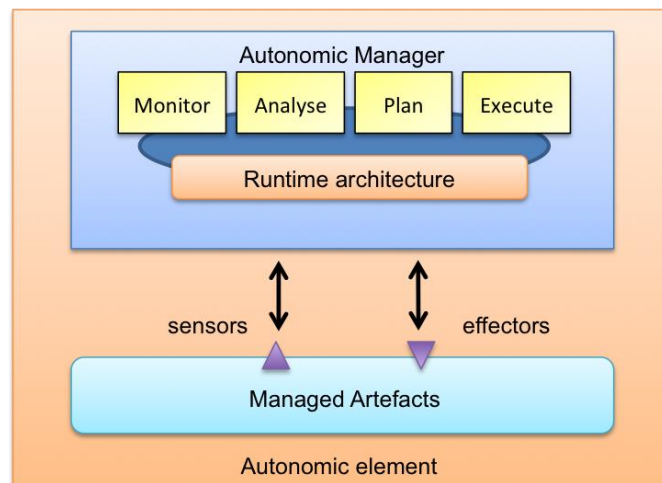 Autonomic Manager
Monitor
Analyse
Plan
Execute
Runtime architecture
sensors
effectors
Managed Artefacts
Autonomic element